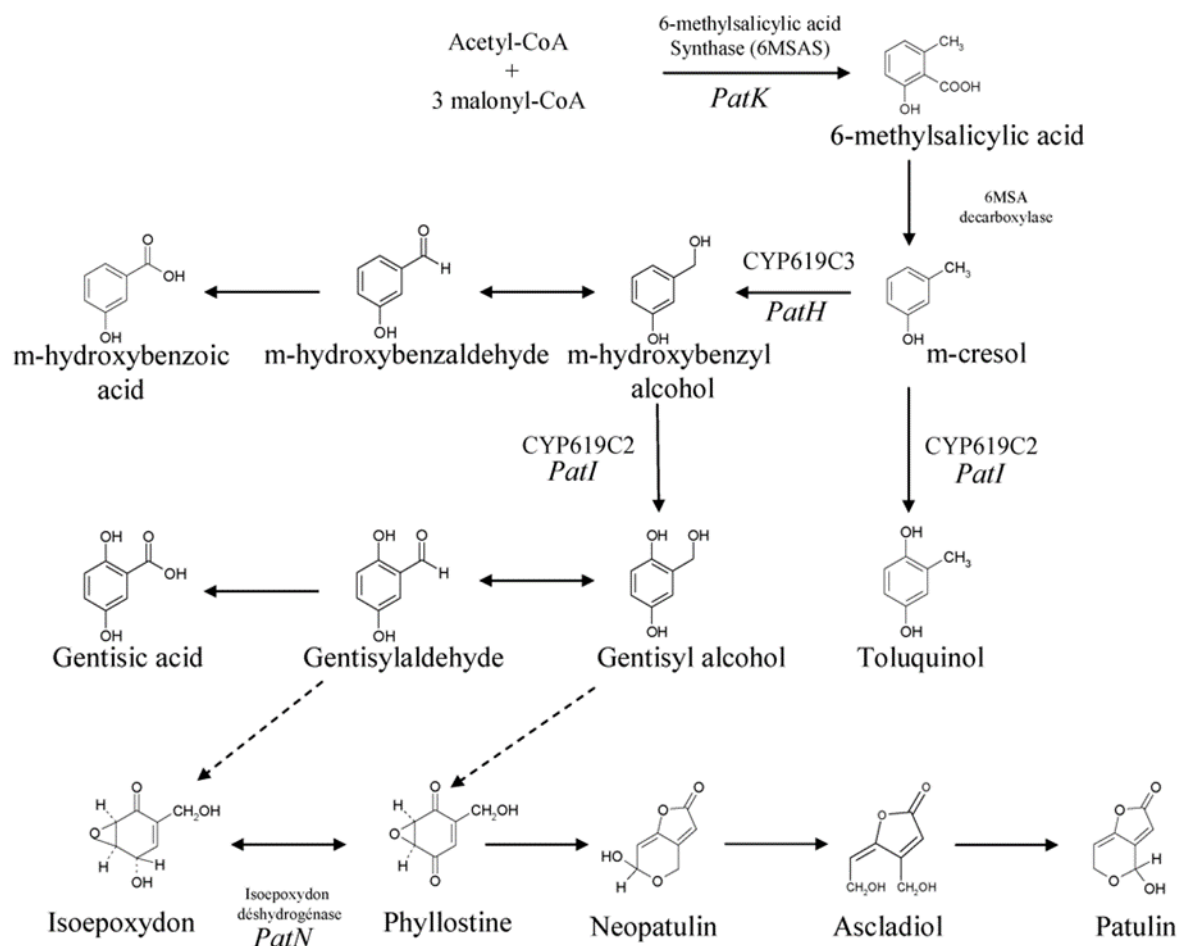 Acetyl-CoA
+
3 malonyl-CoA
6-methylsalicylic acid
Synthase (6MSAS)
PatK
CH3
COOH
OH
6-methylsalicylic acid
6MSA
decarboxylase
O
OH
OH
m-hydroxybenzoic
acid
O
H
OH
m-hydroxybenzaldehyde
OH
OH
m-hydroxybenzyl
alcohol
CYP619C3
PatH
CH3
OH
m-cresol
CYP619C2
PatI
CYP619C2
PatI
OH
O
OH
OH
Gentisic acid
OH
O
H
OH
Gentisylaldehyde
OH
OH
OH
Gentisyl alcohol
OH
CH3
OH
Toluquinol
O
H
CH2OH
O
H
H
OH
Isoepoxydon
Isoepoxydon
déshydrogénase
PatN
O
H
CH2OH
O
H
O
Phyllostine
O
O
HO
H
O
Neopatulin
O
O
CH2OH
CH2OH
Ascladiol
O
O
H
O
OH
Patulin